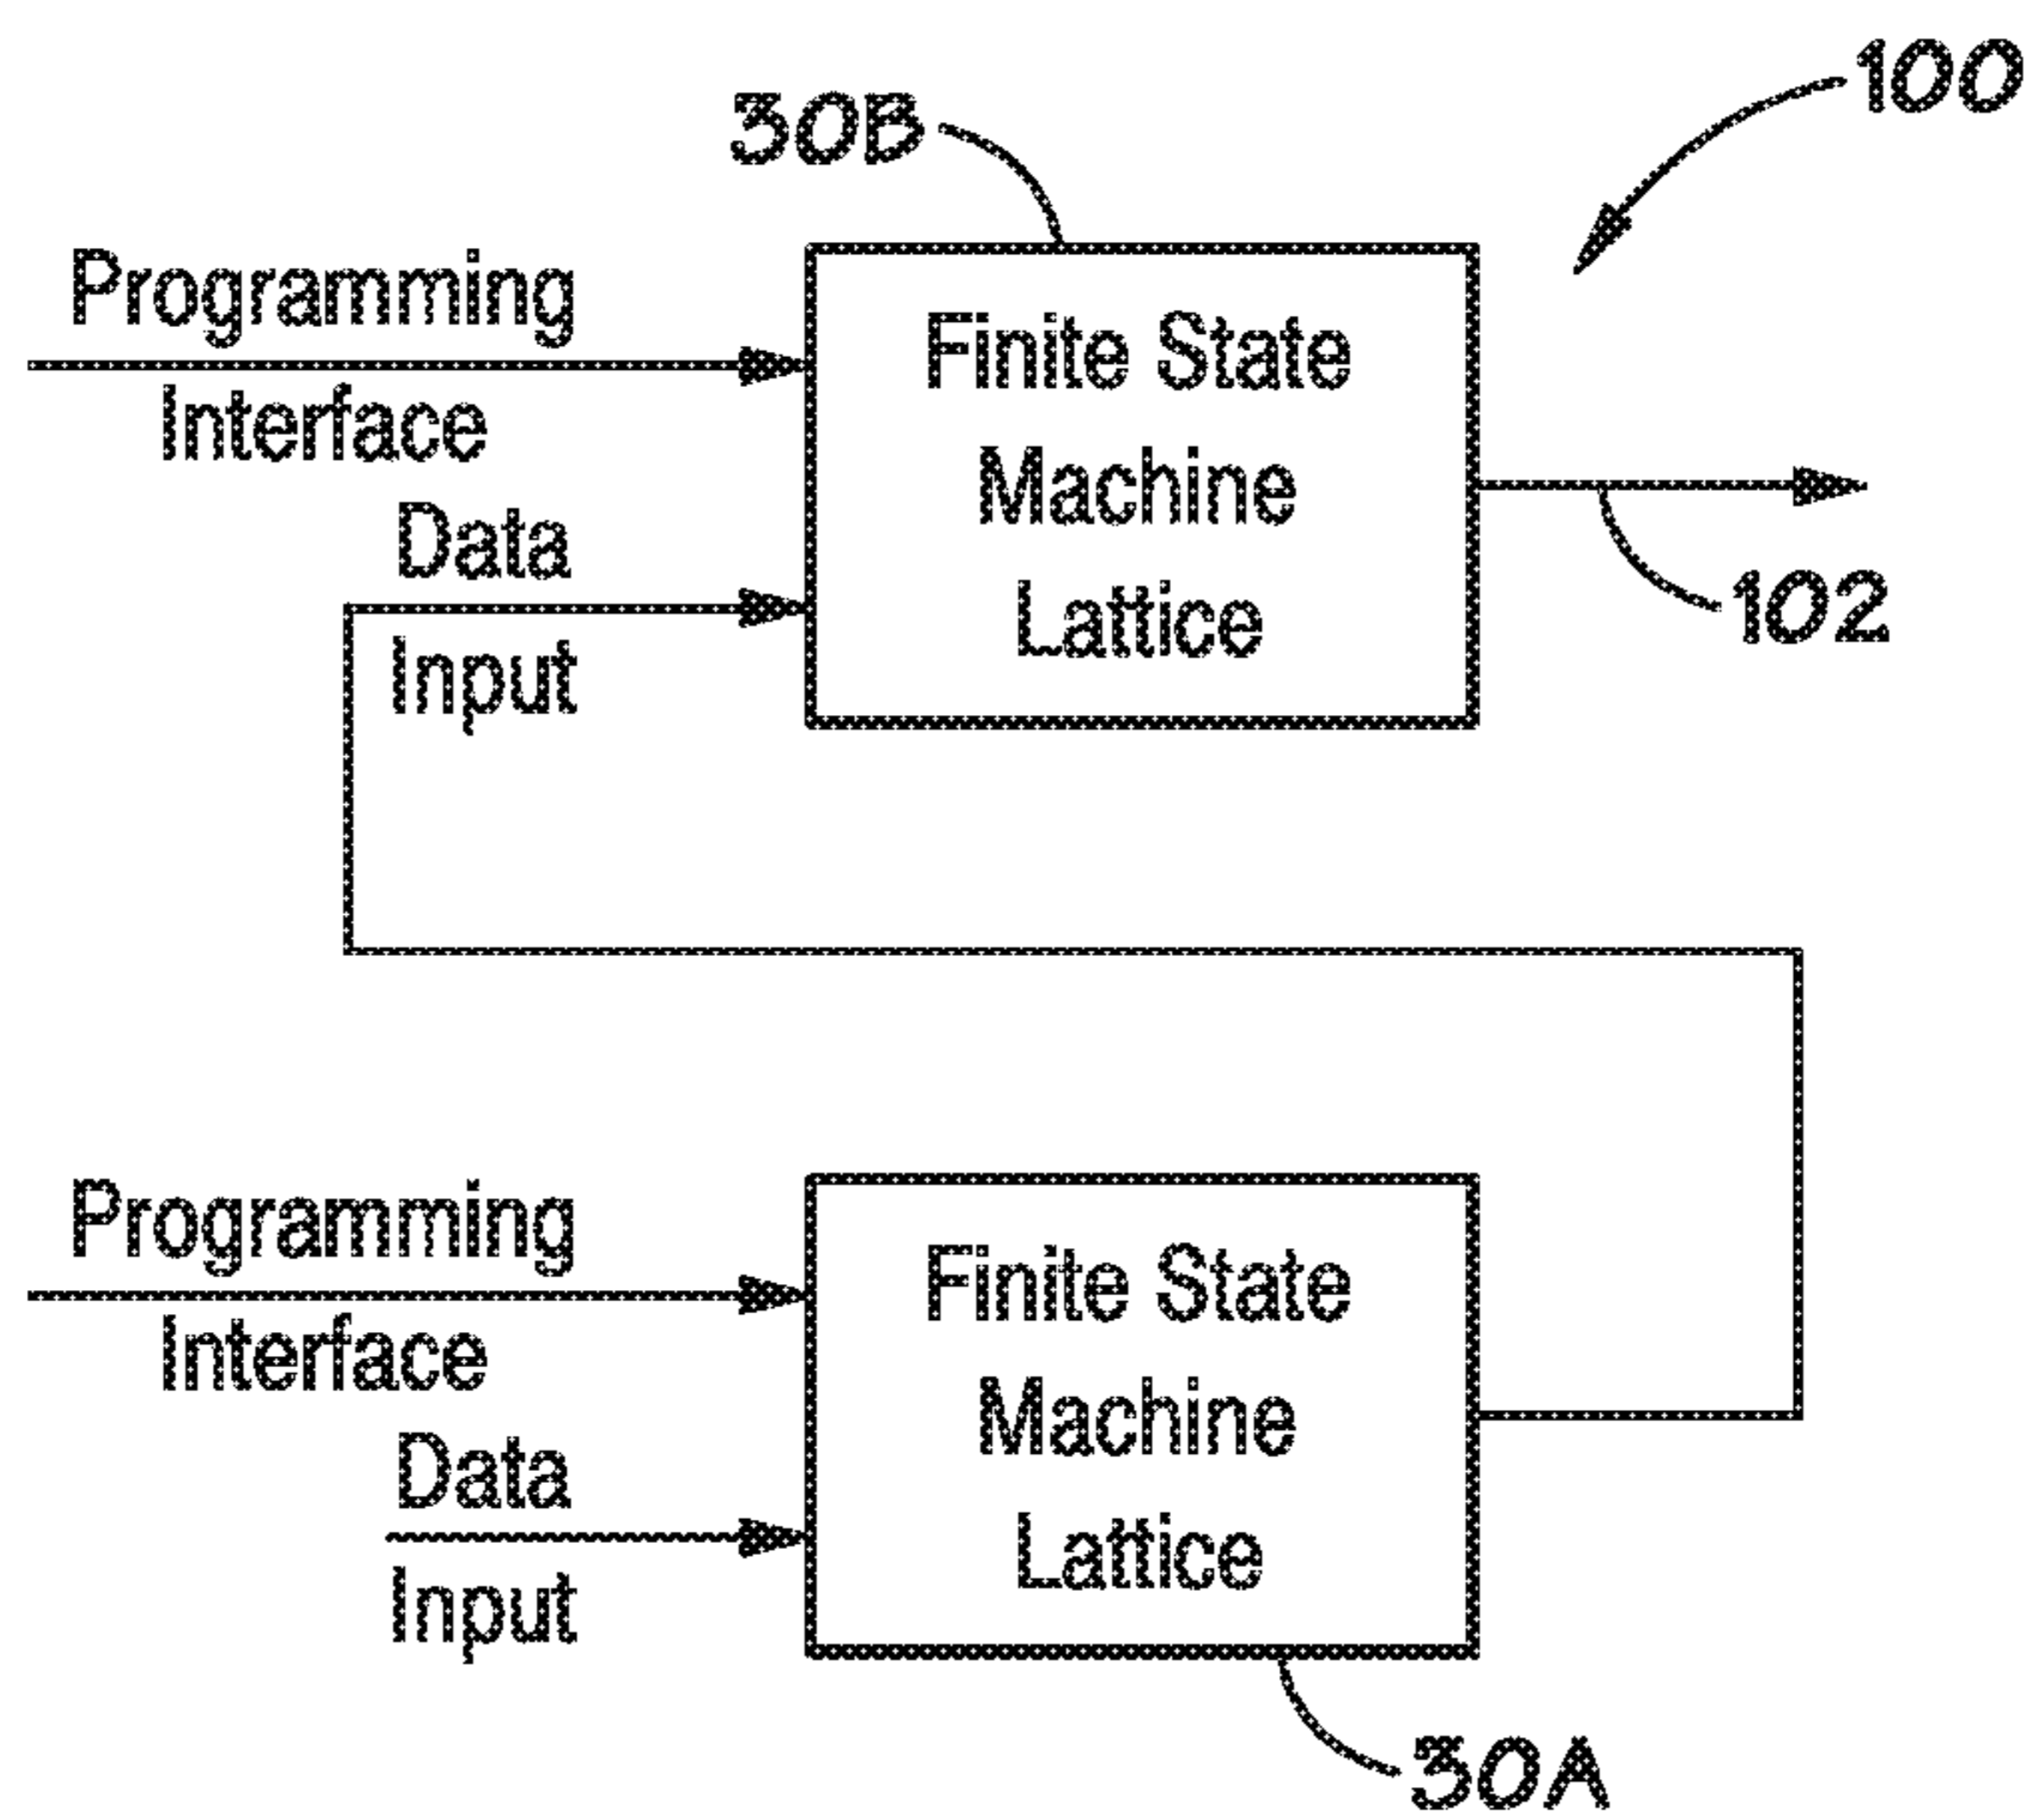 100
30B
Programming
Interface
Data
Input
Finite State
Machine
Lattice
102
Programming
Interface
Data
Input
Finite State
Machine
Lattice
30A